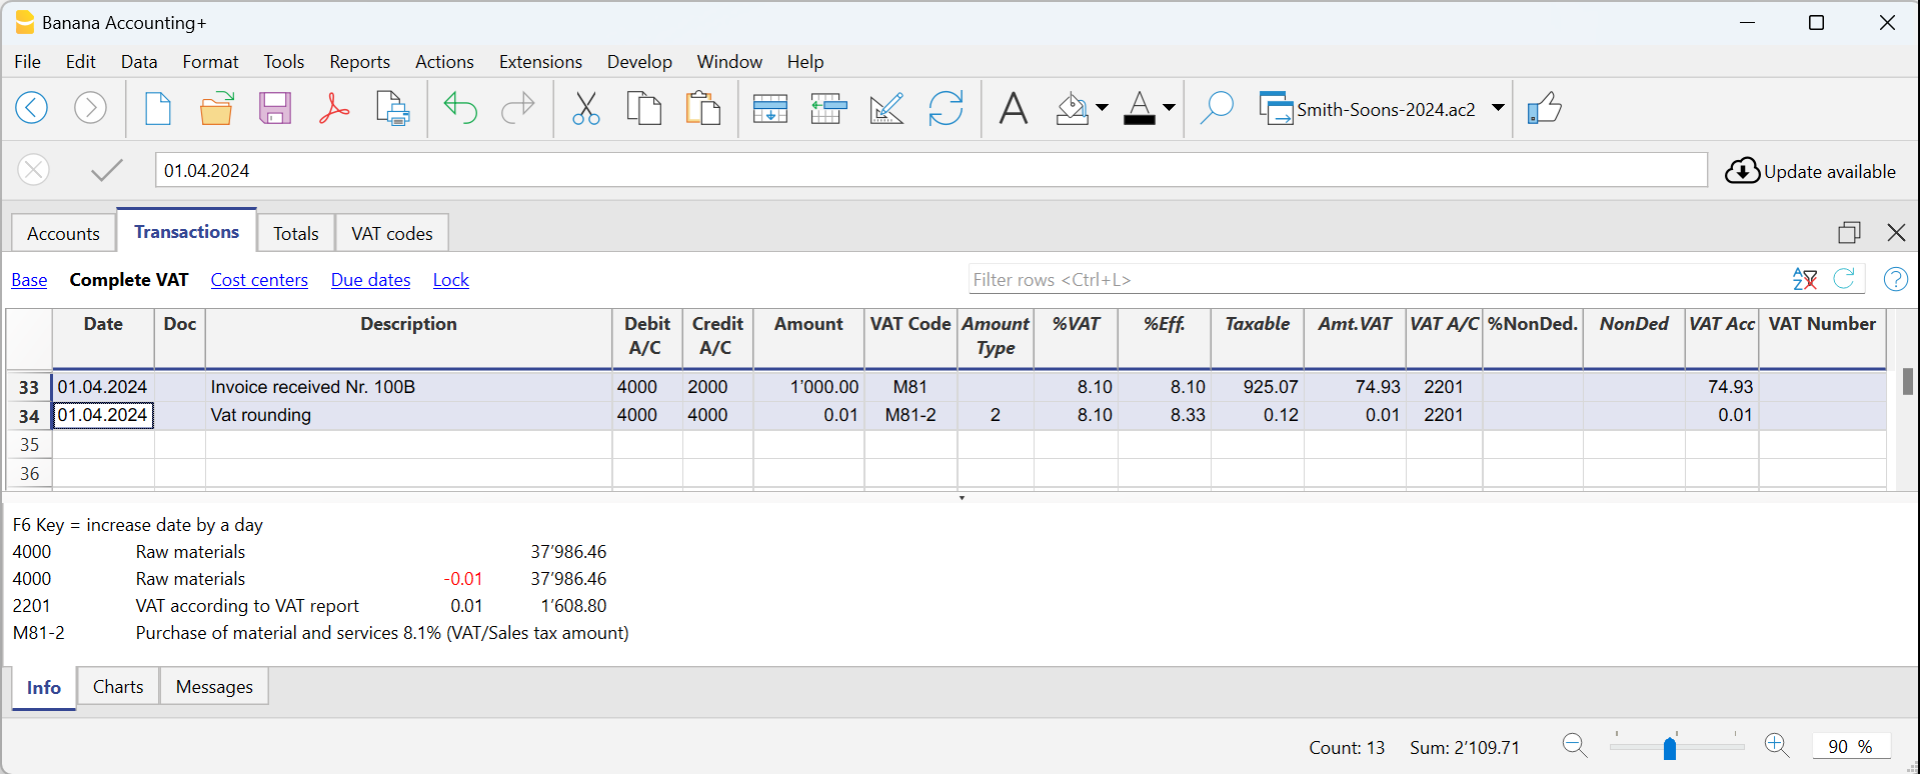 Banana Accounting+
File Edit Data Format Tools Reports Actions Extensions Develop Window Help
Smith-Soons-2024.ac2
01.04.2024
Update available
Accounts Transactions Totals VAT codes
Base Complete VAT Cost centers Due dates Lock Filter rows <Ctrl+L>
Date Doc Description Debit A/C Credit A/C Amount VAT Code Amount Type %VAT %Eff. Taxable Amt.VAT VAT A/C %NonDed. NonDed VAT Acc VAT Number
33 01.04.2024 Invoice received Nr. 100B 4000 2000 1’000.00 M81 8.10 8.10 925.07 74.93 2201 74.93
34 01.04.2024 Vat rounding 4000 4000 0.01 M81-2 2 8.10 8.33 0.12 0.01 2201 0.01
35
36
F6 Key = increase date by a day
4000 Raw materials 37’986.46
4000 Raw materials -0.01 37’986.46
2201 VAT according to VAT report 0.01 1’608.80
M81-2 Purchase of material and services 8.1% (VAT/Sales tax amount)
Info Charts Messages
Count: 13 Sum: 2’109.71 90 %